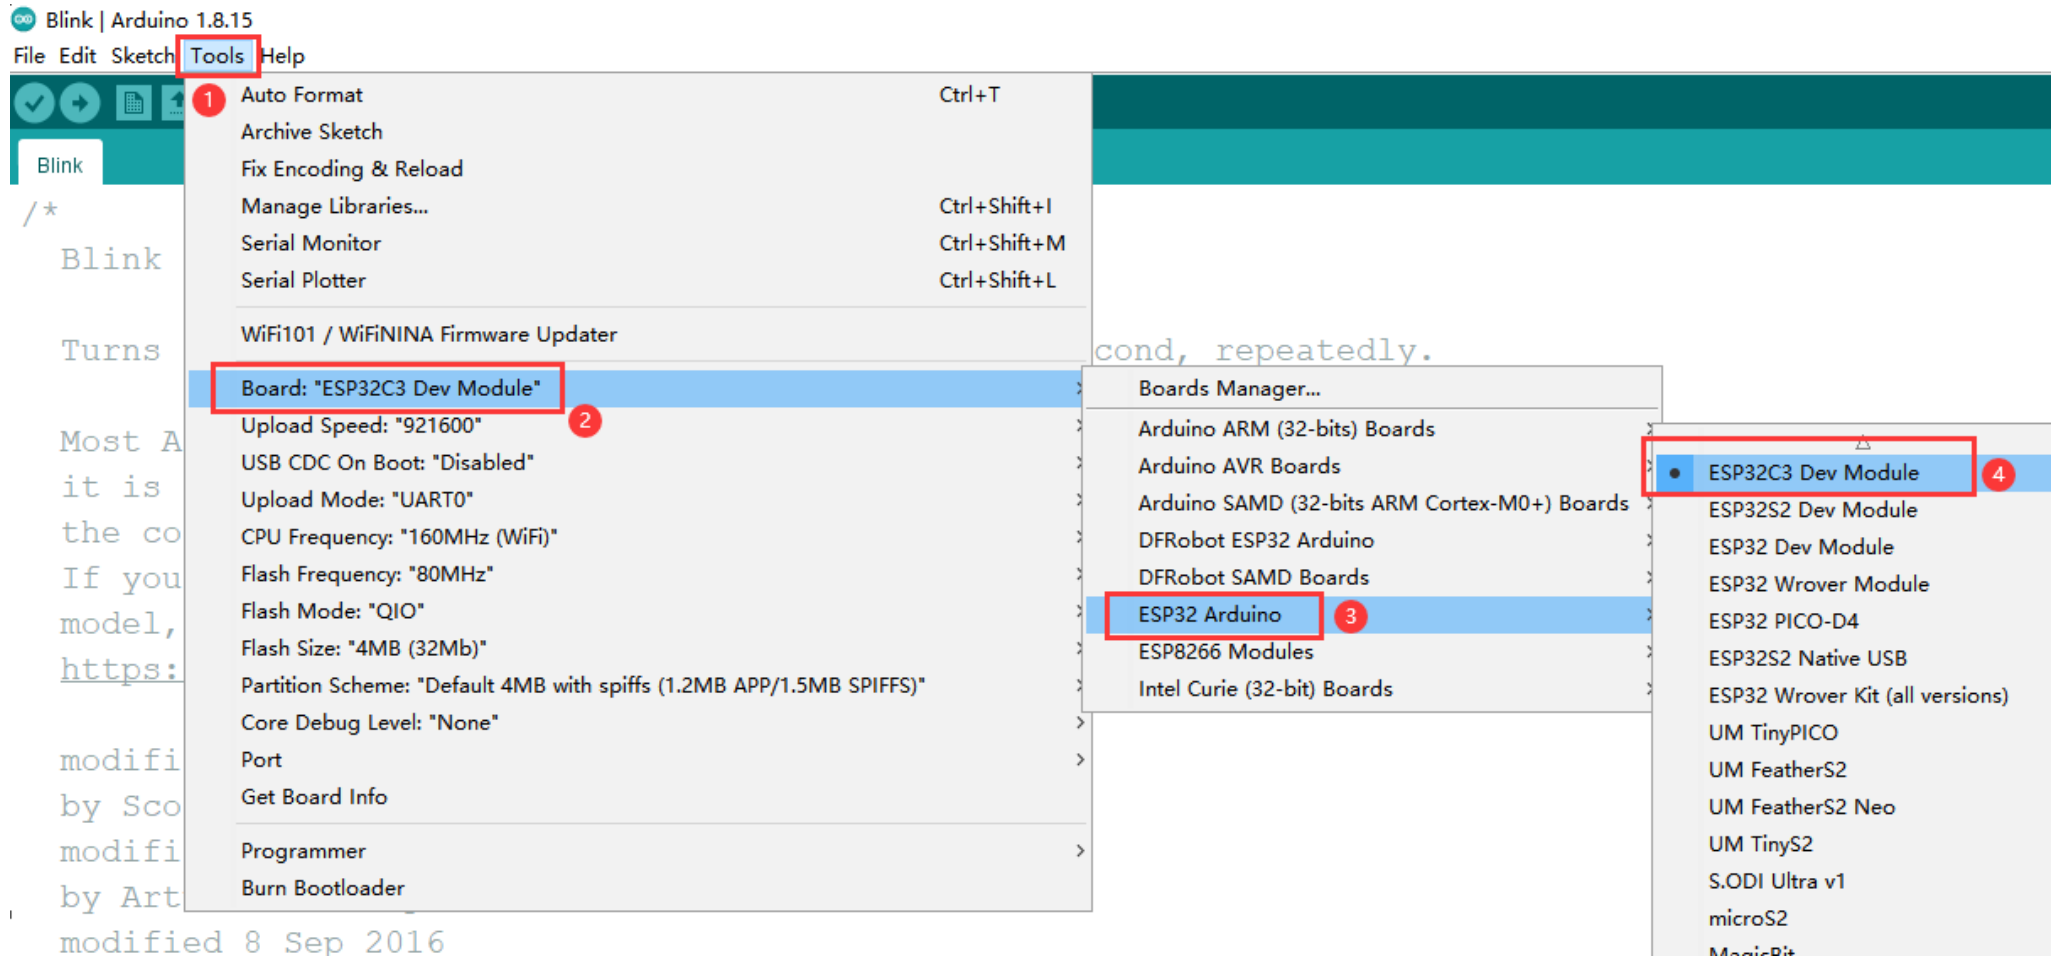 Blink | Arduino 1.8.15
File Edit Sketch Tools Help
1
Auto Format Ctrl+T
Archive Sketch
Fix Encoding & Reload
Manage Libraries... Ctrl+Shift+I
Serial Monitor Ctrl+Shift+M
Serial Plotter Ctrl+Shift+L
WiFi101 / WiFiNINA Firmware Updater
Board: "ESP32C3 Dev Module"
2
Upload Speed: "921600"
USB CDC On Boot: "Disabled"
Upload Mode: "UART0"
CPU Frequency: "160MHz (WiFi)"
Flash Frequency: "80MHz"
Flash Mode: "QIO"
Flash Size: "4MB (32Mb)"
Partition Scheme: "Default 4MB with spiffs (1.2MB APP/1.5MB SPIFFS)"
Core Debug Level: "None"
Port
Get Board Info
Programmer
Burn Bootloader
Boards Manager...
Arduino ARM (32-bits) Boards
Arduino AVR Boards
Arduino SAMD (32-bits ARM Cortex-M0+) Boards
DFRobot ESP32 Arduino
DFRobot SAMD Boards
ESP32 Arduino
3
ESP8266 Modules
Intel Curie (32-bit) Boards
ESP32C3 Dev Module
4
ESP32S2 Dev Module
ESP32 Dev Module
ESP32 Wrover Module
ESP32 PICO-D4
ESP32S2 Native USB
ESP32 Wrover Kit (all versions)
UM TinyPICO
UM FeatherS2
UM FeatherS2 Neo
UM TinyS2
S.ODI Ultra v1
microS2
MagicBit
Blink
/*
Blink
Turns cond, repeatedly.
Most A
it is
the co
If you
model,
https:
modifi
by Sco
modifi
by Art
modified 8 Sep 2016